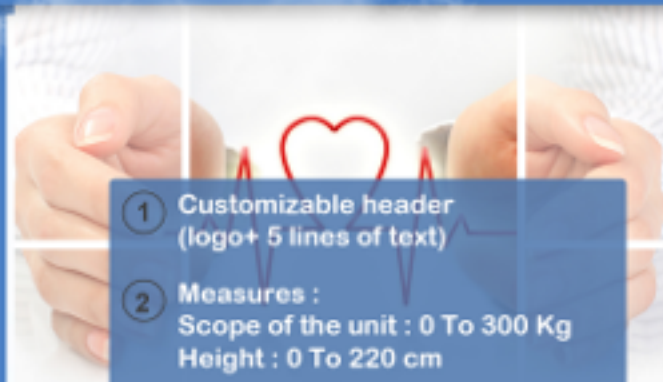 1 Customizable header
(logo+ 5 lines of text)
2 Measures :
Scope of the unit : 0 To 300 Kg
Height : 0 To 220 cm